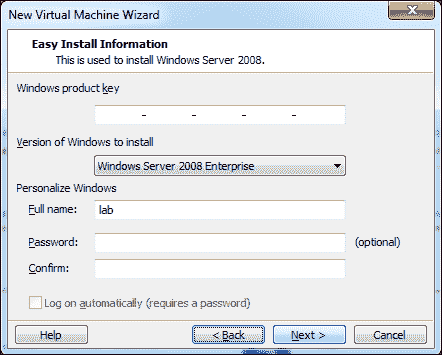 New Virtual Machine Wizard
Easy Install Information
This is used to install Windows Server 2008.
Windows product key
- - - -
Version of Windows to install
Windows Server 2008 Enterprise
Personalize Windows
Full name: lab
Password: (optional)
Confirm:
Log on automatically (requires a password)
Help < Back Next > Cancel